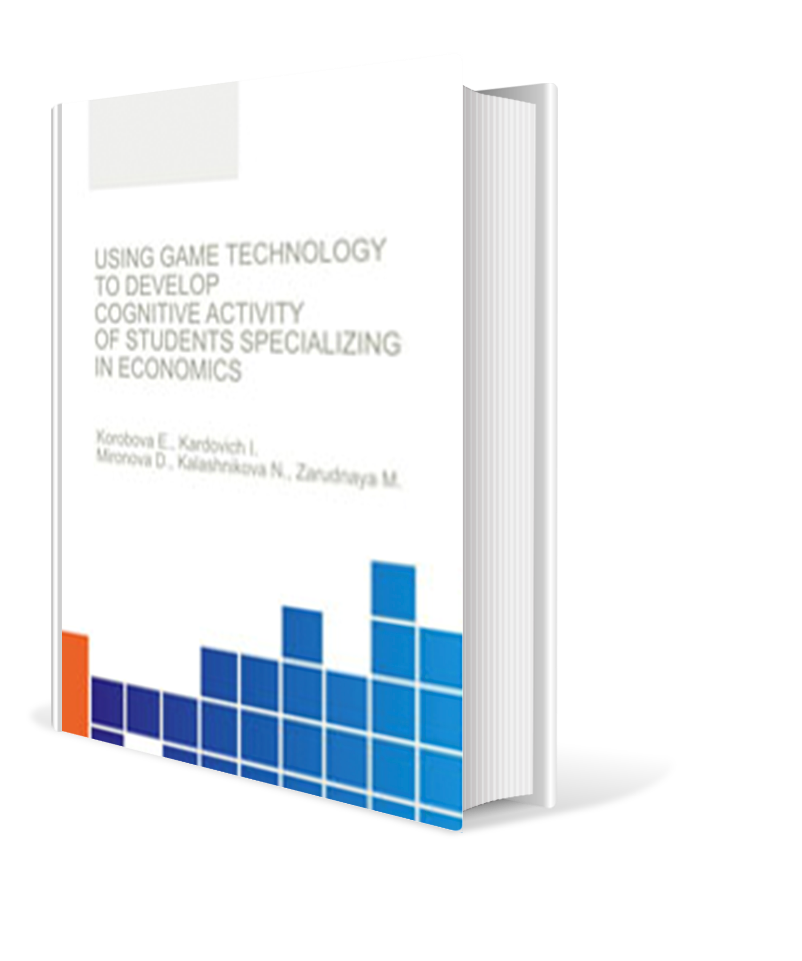 USING GAME TECHNOLOGY
TO DEVELOP
COGNITIVE ACTIVITY
OF STUDENTS SPECIALIZING
IN ECONOMICS
Korobova E., Kardovich I.
Mironova D., Kalashnikova N., Zarudnaya M.